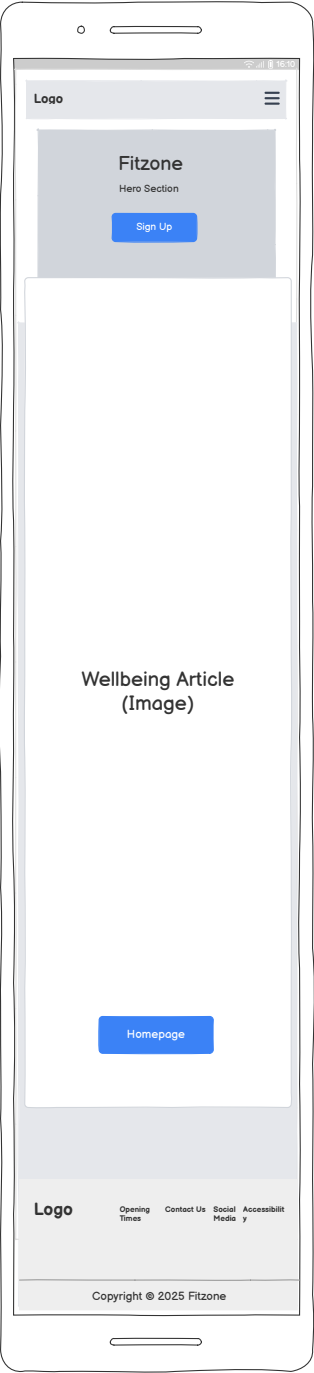 16:10
Logo
Fitzone
Hero Section
Sign Up
Wellbeing Article
(Image)
Homepage
Logo
Opening
Times
Contact Us
Social
Media
Accessibilit
y
Copyright © 2025 Fitzone